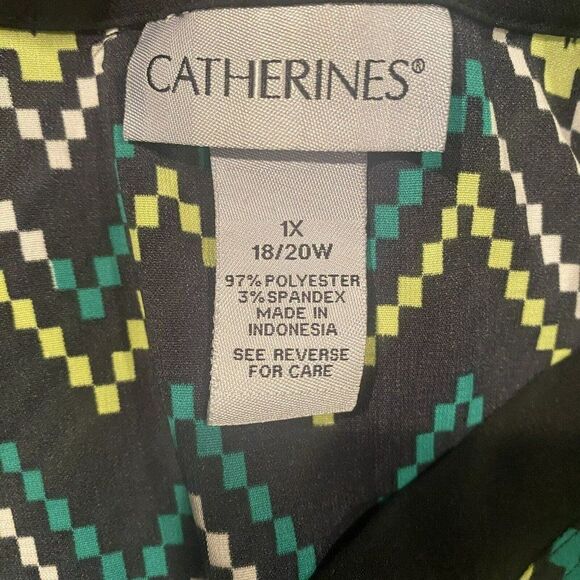 CATHERINES®
1X
18/20W
97% POLYESTER
3% SPANDEX
MADE IN
INDONESIA
SEE REVERSE
FOR CARE